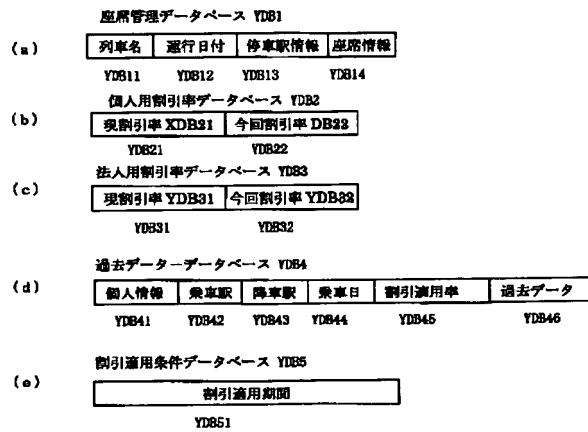 座席管理データベース YDB1
(a)
列車名 運行日付 停車駅情報 座席情報
YDB11 YDB12 YDB13 YDB14
個人用割引率データベース YDB2
(b)
現割引率 XDB21 今回割引率 DB22
YDB21 YDB22
法人用割引率データベース YDB3
(c)
現割引率 YDB31 今回割引率 YDB32
YDB31 YDB32
過去データーデータベース YDB4
(d)
個人情報 乗車駅 降車駅 乗車日 割引適用率 過去データ
YDB41 YDB42 YDB43 YDB44 YDB45 YDB46
割引適用条件データベース YDB5
(e)
割引適用期間
YDB51